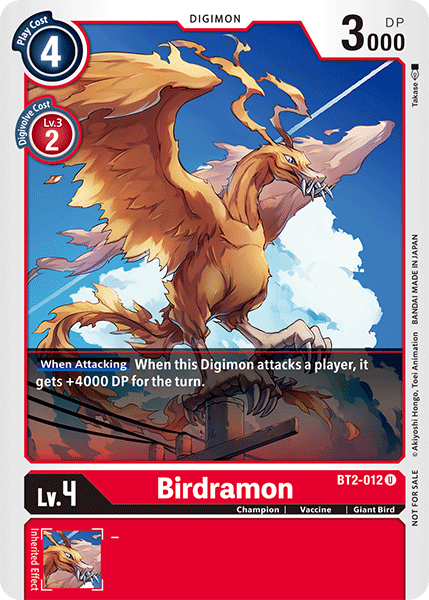 DIGIMON
Play Cost
4
DP
3000
Digivolve Cost
Lv.3
2
Takase
When Attacking When this Digimon attacks a player, it
gets +4000 DP for the turn.
©Akiyoshi Hongo, Toei Animation BANDAI MADE IN JAPAN
NOT FOR SALE
Lv.4
Birdramon
BT2-012 U
Champion | Vaccine | Giant Bird
Inherited Effect
–